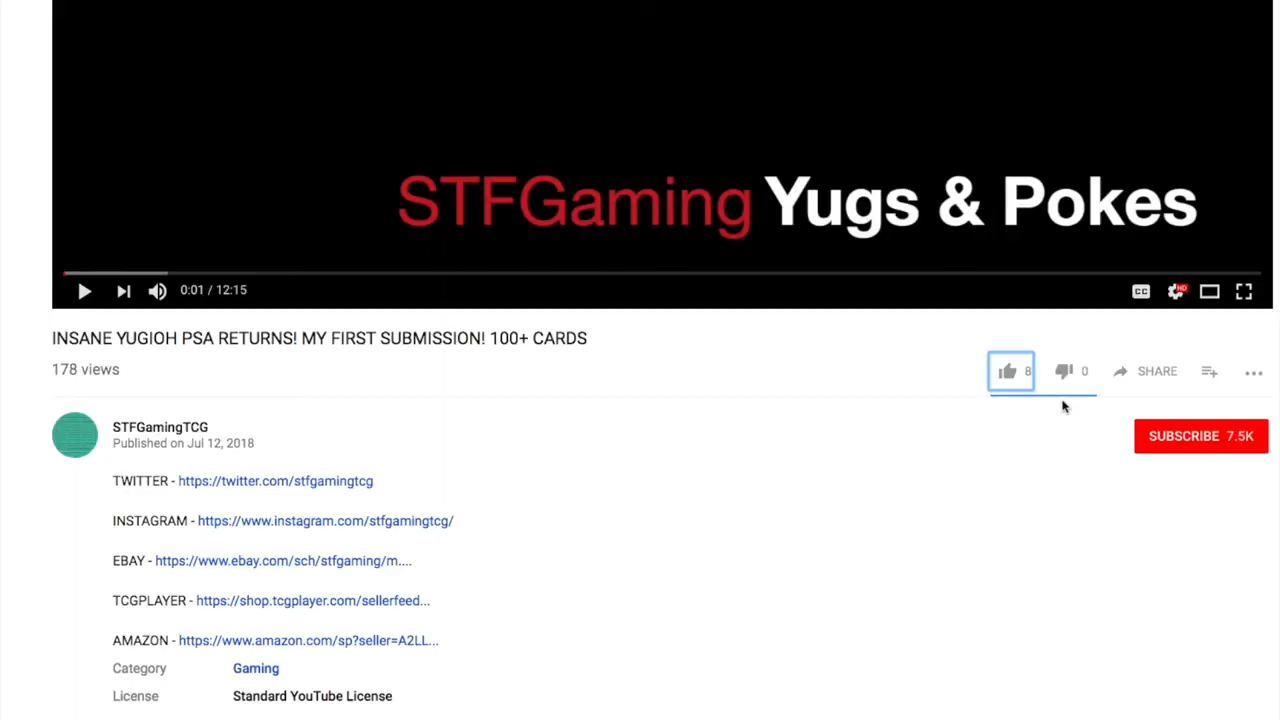 STFGaming Yugs & Pokes
0:01 / 12:15
CC
HD
INSANE YUGIOH PSA RETURNS! MY FIRST SUBMISSION! 100+ CARDS
178 views
8
0
SHARE
STFGamingTCG
Published on Jul 12, 2018
SUBSCRIBE 7.5K
TWITTER - https://twitter.com/stfgamingtcg
INSTAGRAM - https://www.instagram.com/stfgamingtcg/
EBAY - https://www.ebay.com/sch/stfgaming/m....
TCGPLAYER - https://shop.tcgplayer.com/sellerfeed...
AMAZON - https://www.amazon.com/sp?seller=A2LL...
Category Gaming
License Standard YouTube License